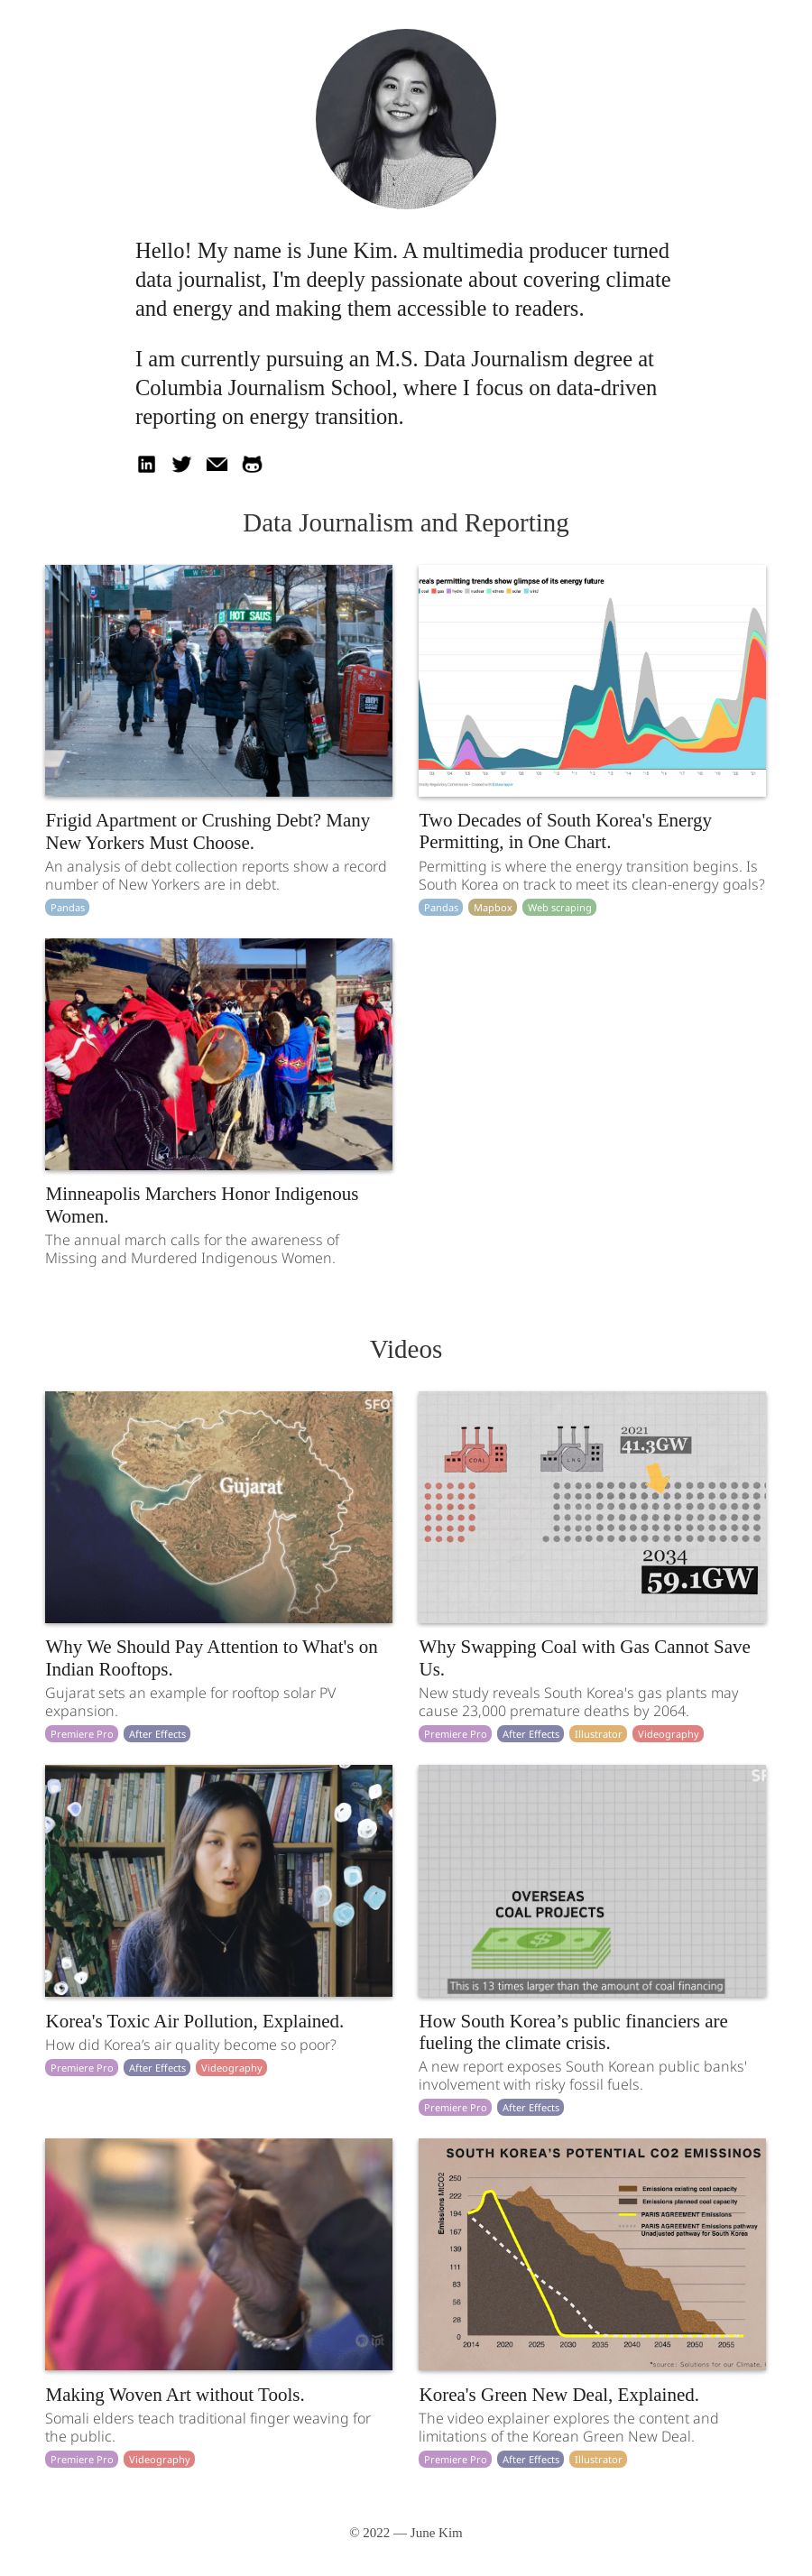 Hello! My name is June Kim. A multimedia producer turned
data journalist, I'm deeply passionate about covering climate
and energy and making them accessible to readers.
I am currently pursuing an M.S. Data Journalism degree at
Columbia Journalism School, where I focus on data-driven
reporting on energy transition.
in
Data Journalism and Reporting
HOT SAUS
rea's permitting trends show glimpse of its energy future
coal gas hydro nuclear others solar wind
Frigid Apartment or Crushing Debt? Many
New Yorkers Must Choose.
An analysis of debt collection reports show a record
number of New Yorkers are in debt.
Pandas
Two Decades of South Korea's Energy
Permitting, in One Chart.
Permitting is where the energy transition begins. Is
South Korea on track to meet its clean-energy goals?
Pandas Mapbox Web scraping
Minneapolis Marchers Honor Indigenous
Women.
The annual march calls for the awareness of
Missing and Murdered Indigenous Women.
Videos
SFO
Gujarat
2021
41.3GW
COAL
LNG
2034
59.1GW
Why We Should Pay Attention to What's on
Indian Rooftops.
Gujarat sets an example for rooftop solar PV
expansion.
Premiere Pro After Effects
Why Swapping Coal with Gas Cannot Save
Us.
New study reveals South Korea's gas plants may
cause 23,000 premature deaths by 2064.
Premiere Pro After Effects Illustrator Videography
SF
OVERSEAS
COAL PROJECTS
$
This is 13 times larger than the amount of coal financing
Korea's Toxic Air Pollution, Explained.
How did Korea’s air quality become so poor?
Premiere Pro After Effects Videography
How South Korea’s public financiers are
fueling the climate crisis.
A new report exposes South Korean public banks'
involvement with risky fossil fuels.
Premiere Pro After Effects
tpt
SOUTH KOREA’S POTENTIAL CO2 EMISSINOS
Emissions MtCO2
250
222
194
167
139
111
83
56
28
0
2014 2020 2025 2030 2035 2040 2045 2050 2055
Emissions existing coal capacity
Emissions planned coal capacity
PARIS AGREEMENT Emissions
PARIS AGREEMENT Emissions pathway
Unadjusted pathway for South Korea
*source: Solutions for our Climate,
Making Woven Art without Tools.
Somali elders teach traditional finger weaving for
the public.
Premiere Pro Videography
Korea's Green New Deal, Explained.
The video explainer explores the content and
limitations of the Korean Green New Deal.
Premiere Pro After Effects Illustrator
© 2022 — June Kim